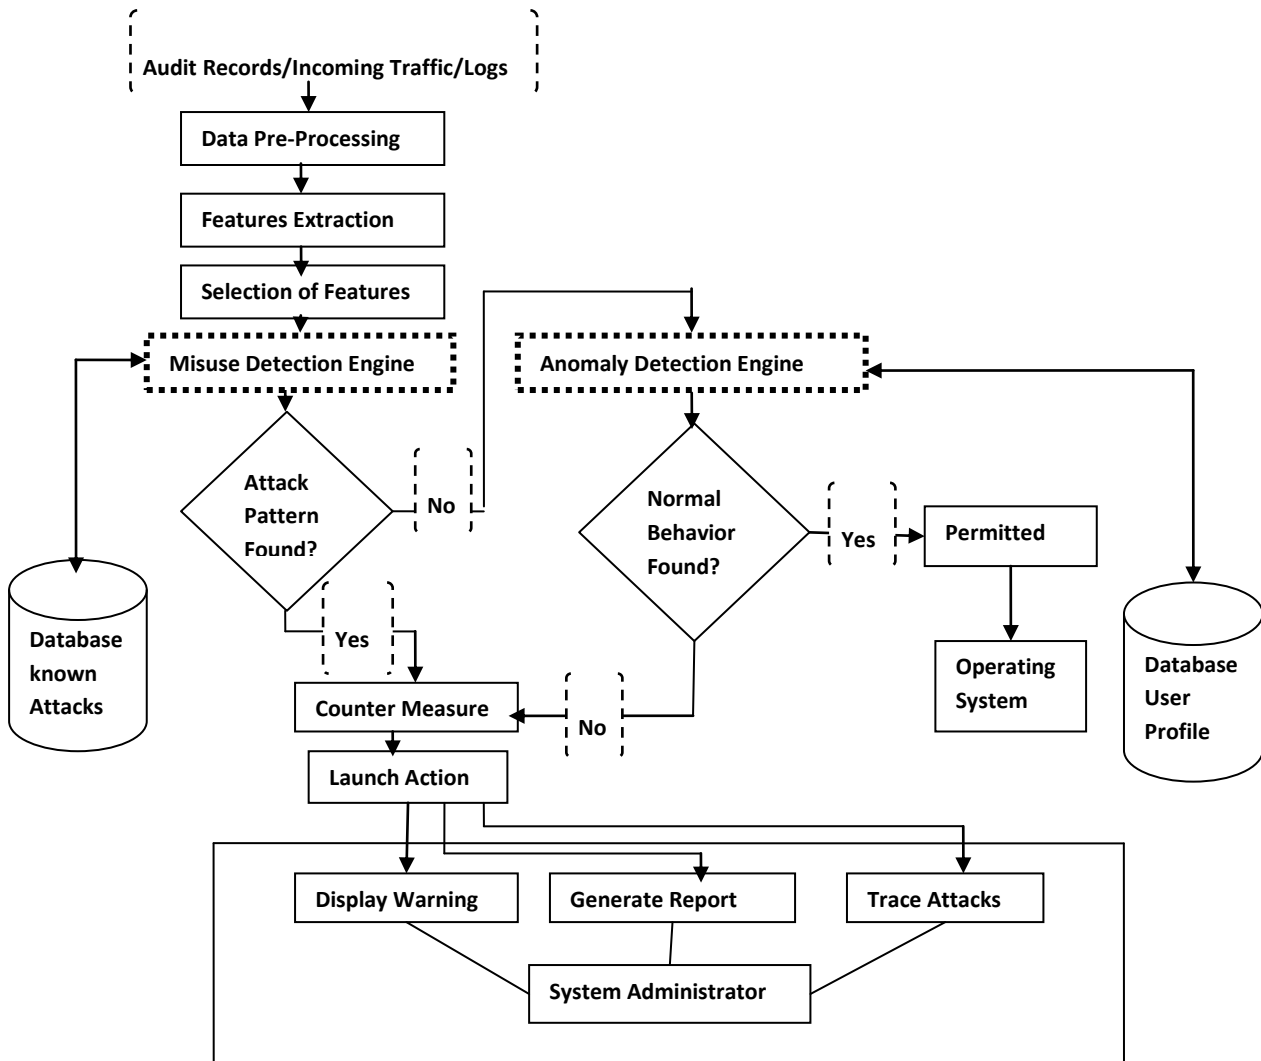 Audit Records/Incoming Traffic/Logs
Data Pre-Processing
Features Extraction
Selection of Features
Misuse Detection Engine
Anomaly Detection Engine
Attack
Pattern
Found?
No
Normal
Behavior
Found?
Yes
Permitted
Database
known
Attacks
Yes
Operating
System
Database
User
Profile
Counter Measure
No
Launch Action
Display Warning
Generate Report
Trace Attacks
System Administrator